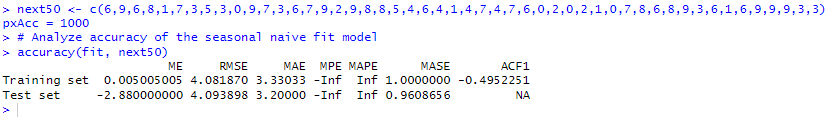 > next50 <- c(6,9,6,8,1,7,3,5,3,0,9,7,3,6,7,9,2,9,8,8,5,4,6,4,1,4,7,4,7,6,0,2,0,2,1,0,7,8,6,8,9,3,6,1,6,9,9,9,3,3)
pxAcc = 1000
> # Analyze accuracy of the seasonal naive fit model
> accuracy(fit, next50)
ME RMSE MAE MPE MAPE MASE ACF1
Training set 0.005005005 4.081870 3.33033 -Inf Inf 1.0000000 -0.4952251
Test set -2.880000000 4.093898 3.20000 -Inf Inf 0.9608656 NA
>